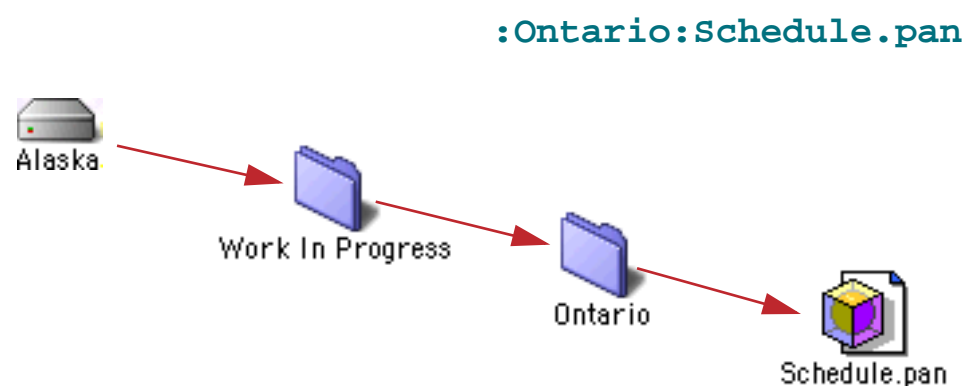 :Ontario:Schedule.pan
Alaska
Work In Progress
Ontario
Schedule.pan